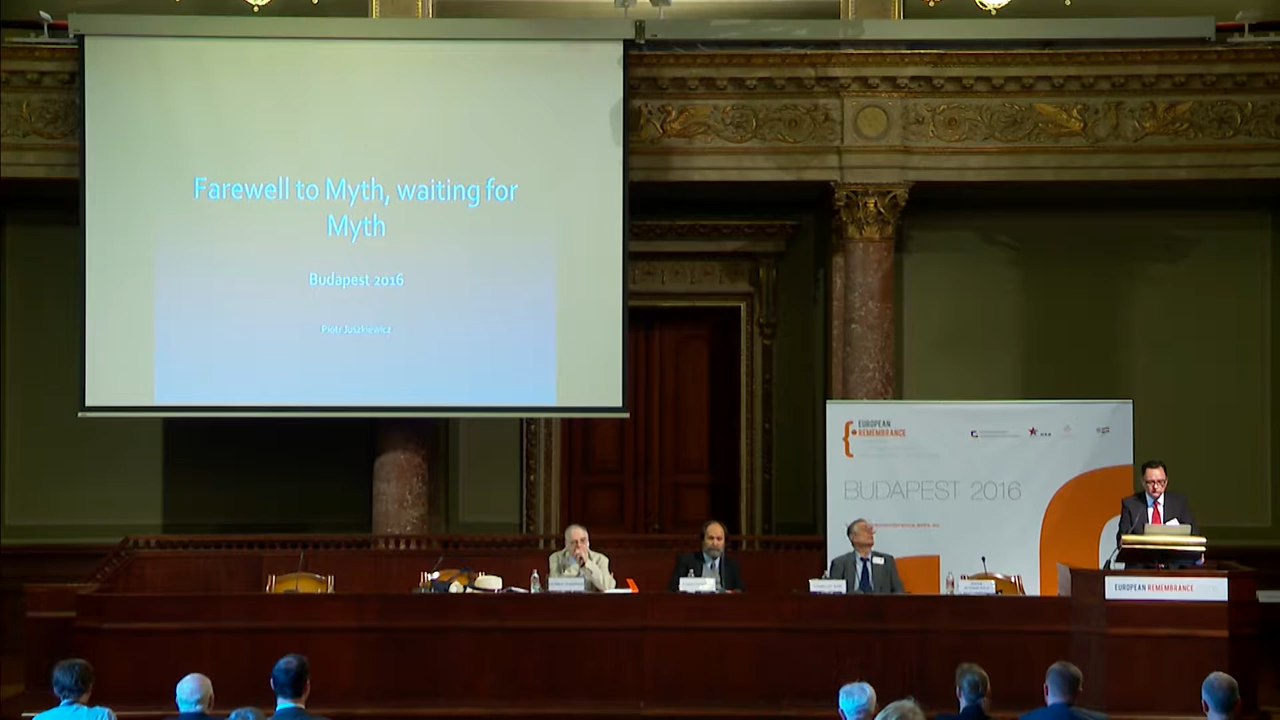 Farewell to Myth, waiting for
Myth
Budapest 2016
Piotr Juszkiewicz
EUROPEAN
REMEMBRANCE
BUDAPEST 2016
EUROPEAN REMEMBRANCE